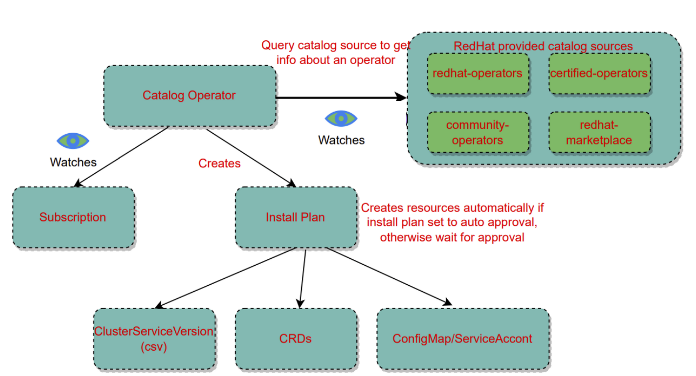 Query catalog source to get
info about an operator
RedHat provided catalog sources
redhat-operators
certified-operators
Catalog Operator
community-
operators
redhat-
marketplace
Watches
Watches
Creates
Subscription
Install Plan
Creates resources automatically if
install plan set to auto approval,
otherwise wait for approval
ClusterServiceVersion
(csv)
CRDs
ConfigMap/ServiceAccont